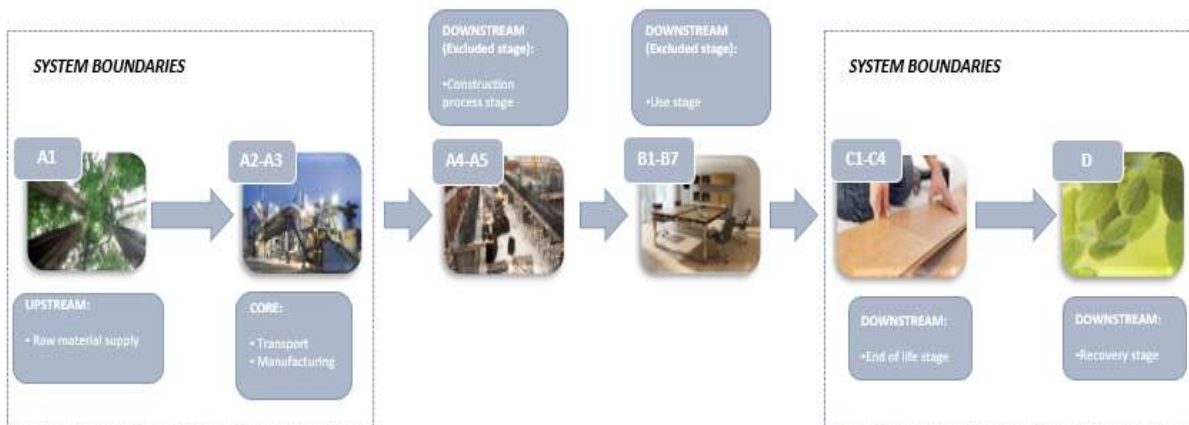 SYSTEM BOUNDARIES
A1
UPSTREAM:
• Raw material supply
A2-A3
CORE:
• Transport
• Manufacturing
DOWNSTREAM
(Excluded stage):
•Construction
process stage
A4-A5
DOWNSTREAM
(Excluded stage):
•Use stage
B1-B7
SYSTEM BOUNDARIES
C1-C4
DOWNSTREAM:
•End of life stage
D
DOWNSTREAM:
•Recovery stage